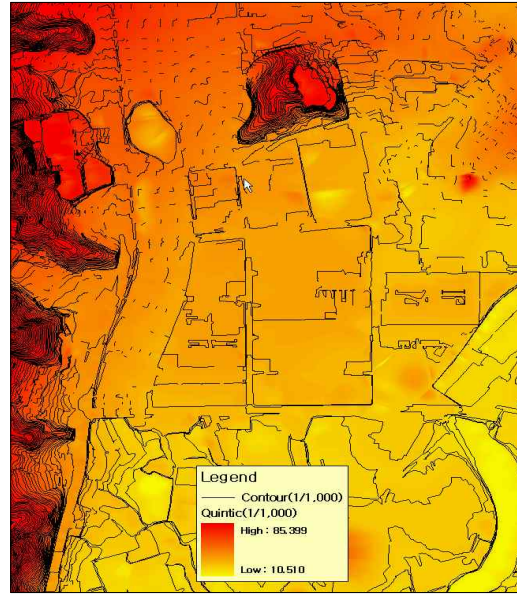 Legend
Contour(1/1,000)
Quintic(1/1,000)
High : 85.399
Low : 10.510